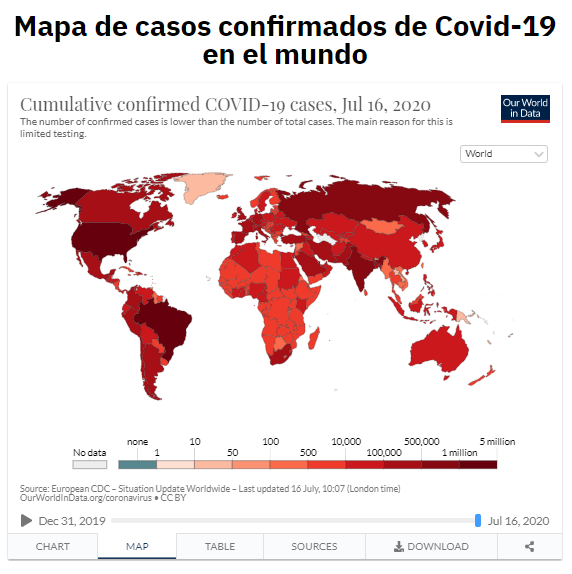 Mapa de casos confirmados de Covid-19
en el mundo
Cumulative confirmed COVID-19 cases, Jul 16, 2020
The number of confirmed cases is lower than the number of total cases. The main reason for this is
limited testing.
Our World
in Data
World
No data
none
1
10
50
100
500
10,000
100,000
500,000
1 million
5 million
Source: European CDC – Situation Update Worldwide – Last updated 16 July, 10:07 (London time)
OurWorldInData.org/coronavirus • CC BY
Dec 31, 2019
Jul 16, 2020
CHART
MAP
TABLE
SOURCES
DOWNLOAD